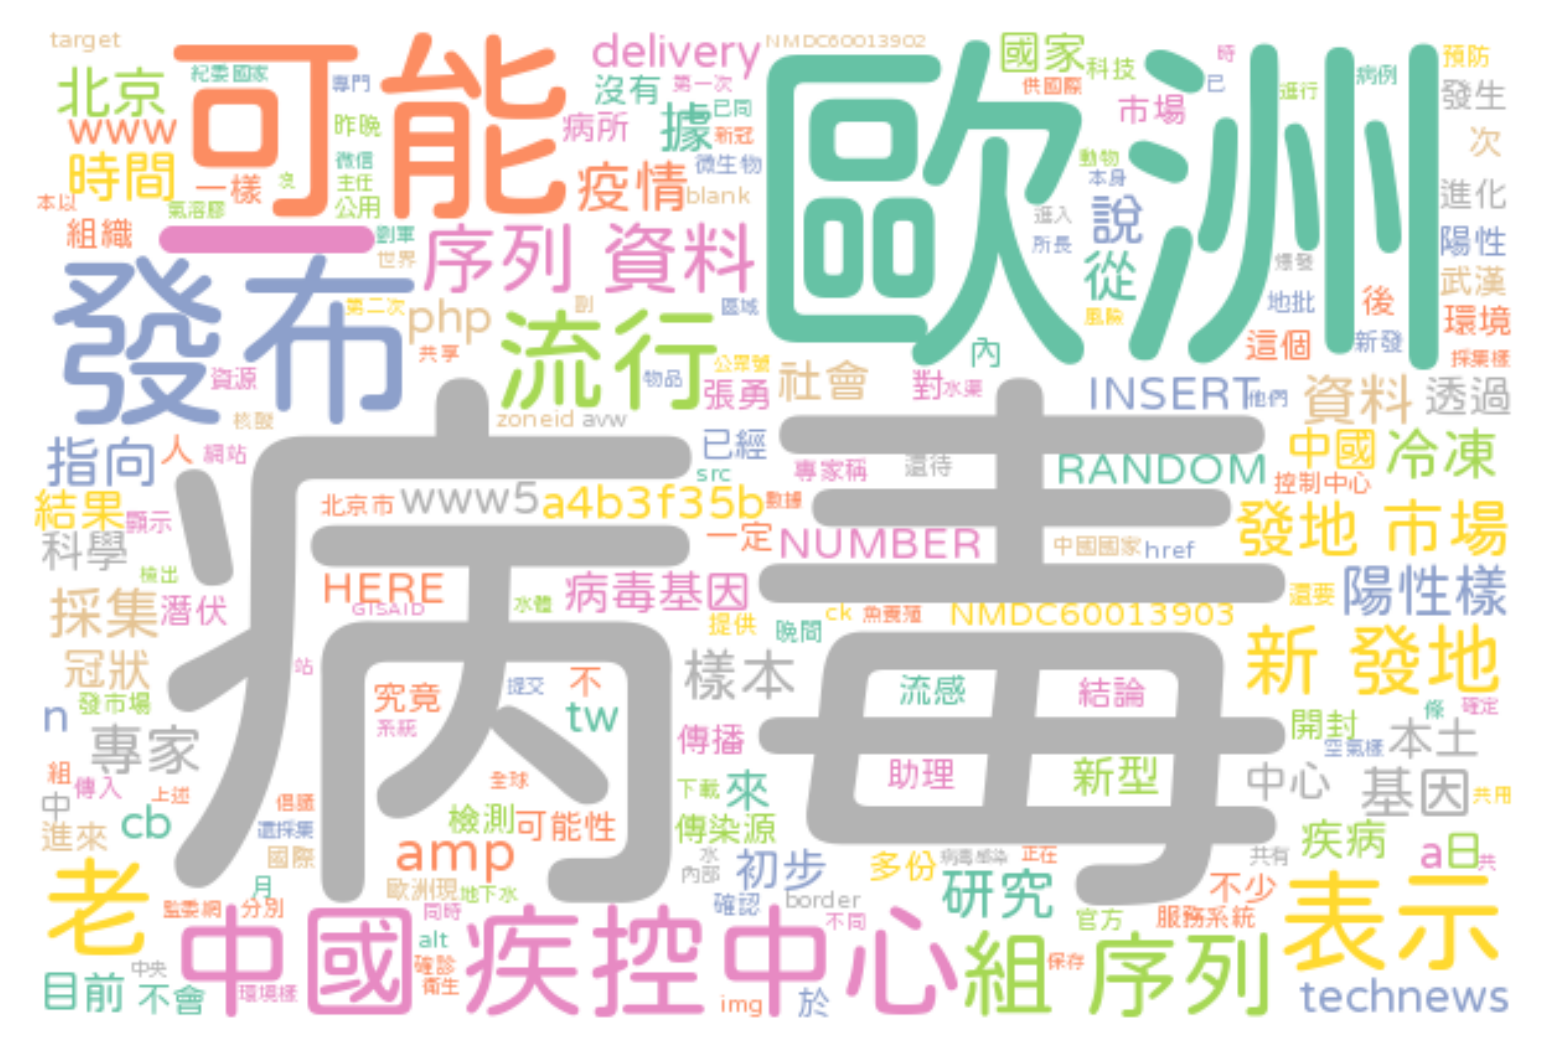 target
delivery
NMDC60013902
北京
紀委國家
專門
沒有
第一次
國家
科技
供國際
時
已
進行
病例
預防
發生
www
可能
昨晚
病所
據
已同
新冠
歐洲
市場
次
時間
一樣
微信
主任
公用
疫情
微生物
blank
動物
本身
進入
所長
說
進化
陽性
本以
氣溶膠
組織
一
劉軍
世界
序列 資料
從
爆發
武漢
發布
第二次
php
共享
流行
副
區域
風險
地批
後
環境
內
這個
新發
採集樣
資源
核酸
物品
公眾號
張勇
社會
對
水渠
INSERT
他們
資料
透過
zoneid
avw
指向
人
網站
已經
src
專家稱
還待
RANDOM
中國
冷凍
控制中心
結果
顯示
北京市
www5
a4b3f35b
數據
一定
NUMBER
中國國家
href
發地 市場
科學
檢出
病毒
HERE
GISAID
水體
病毒基因
提供
晚間
ck
魚養殖
NMDC60013903
還要
陽性樣
採集
潛伏
冠狀
站
究竟
系統
提交
不
tw
樣本
流感
結論
新 發地
n
發市場
專家
傳播
條
確定
開封
空氣樣
本土
組
中
傳入
上述
進來
cb
倡議
還採集
國際
全球
檢測
可能性
下載
來
傳染源
助理
新型
中心
基因
共用
amp
水
內部
初步
病毒感染
多份
正在
共有
疾病
a
日
共
老
月
監委網
分別
歐洲現
地下水
確認
border
不同
研究
官方
不少
服務系統
表示
中國疾控中心
同時
alt
確診
衛生
組 序列
保存
目前
中央
不會
環境樣
img
於
technews